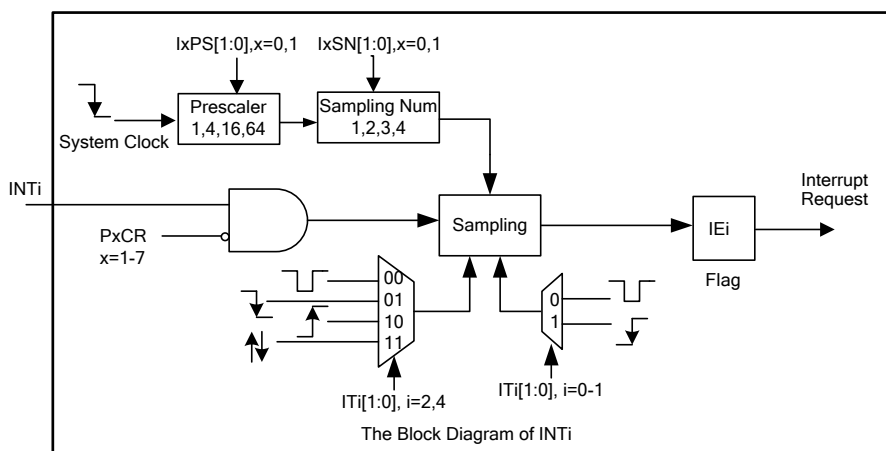 IxPS[1:0],x=0,1
IxSN[1:0],x=0,1
Prescaler
1,4,16,64
Sampling Num
1,2,3,4
System Clock
INTi
PxCR
x=1-7
Sampling
IEi
Flag
Interrupt
Request
00
01
10
11
0
1
ITi[1:0], i=2,4
ITi[1:0], i=0-1
The Block Diagram of INTi